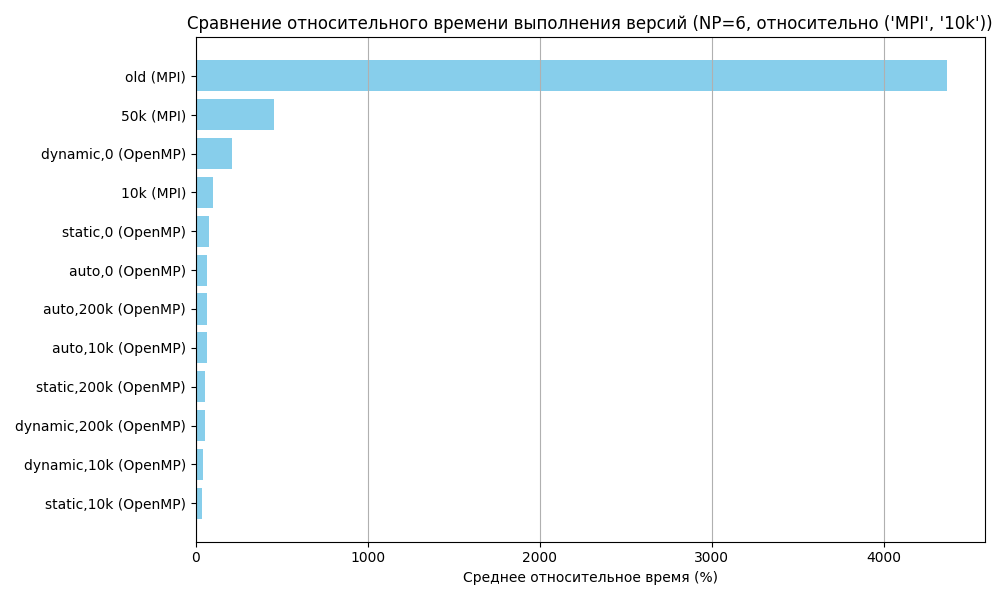 Сравнение относительного времени выполнения версий (NP=6, относительно ('MPI', '10k'))
old (MPI)
50k (MPI)
dynamic,0 (OpenMP)
10k (MPI)
static,0 (OpenMP)
auto,0 (OpenMP)
auto,200k (OpenMP)
auto,10k (OpenMP)
static,200k (OpenMP)
dynamic,200k (OpenMP)
dynamic,10k (OpenMP)
static,10k (OpenMP)
0 1000 2000 3000 4000
Среднее относительное время (%)